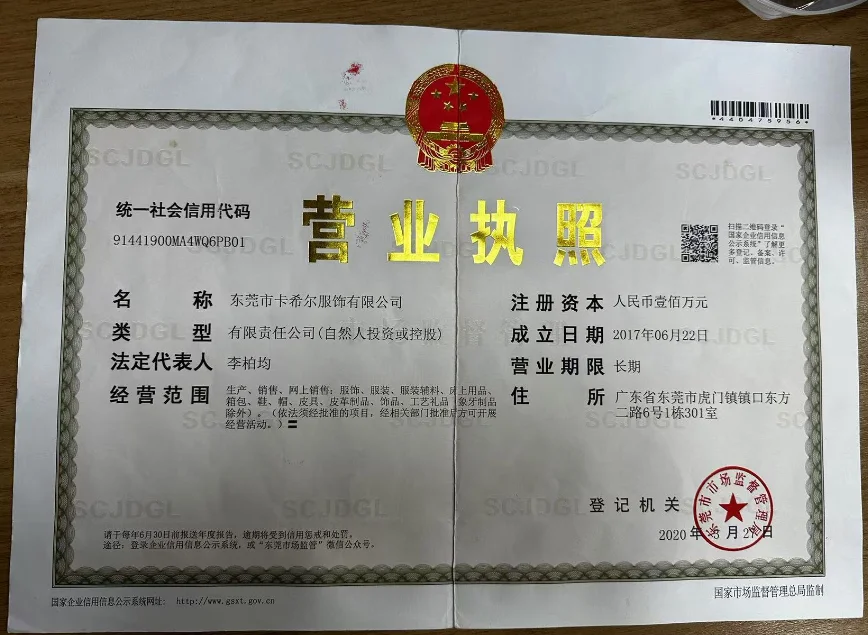 *440475956*
营业执照
统一社会信用代码
91441900MA4WQ6PB01
扫描二维码登录“
国家企业信用信息
公示系统”了解更
多登记、备案、许
可、监管信息。
名 称 东莞市卡希尔服饰有限公司
类 型 有限责任公司(自然人投资或控股)
法定代表人 李柏均
经营范围 生产、销售、网上销售：服饰、服装、服装辅料、床上用品、
箱包、鞋、帽、皮具、皮革制品、饰品、工艺礼品（象牙制品
除外）。（依法须经批准的项目，经相关部门批准后方可开展
经营活动。）
注册资本 人民币壹佰万元
成立日期 2017年06月22日
营业期限 长期
住 所 广东省东莞市虎门镇镇口东方
二路6号1栋301室
登记机关
东莞市市场监督管理局
2020年 5月27日
请于每年6月30日前报送年度报告，逾期将受到信用惩戒和处罚。
途径：登录企业信用信息公示系统，或“东莞市场监管”微信公众号。
国家企业信用信息公示系统网址： http://www.gsxt.gov.cn
国家市场监督管理总局监制
SCJDGL